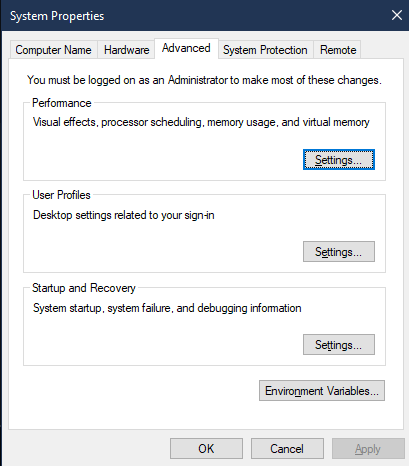 System Properties
Computer Name Hardware Advanced System Protection Remote
You must be logged on as an Administrator to make most of these changes.
Performance
Visual effects, processor scheduling, memory usage, and virtual memory
Settings...
User Profiles
Desktop settings related to your sign-in
Settings...
Startup and Recovery
System startup, system failure, and debugging information
Settings...
Environment Variables...
OK Cancel Apply